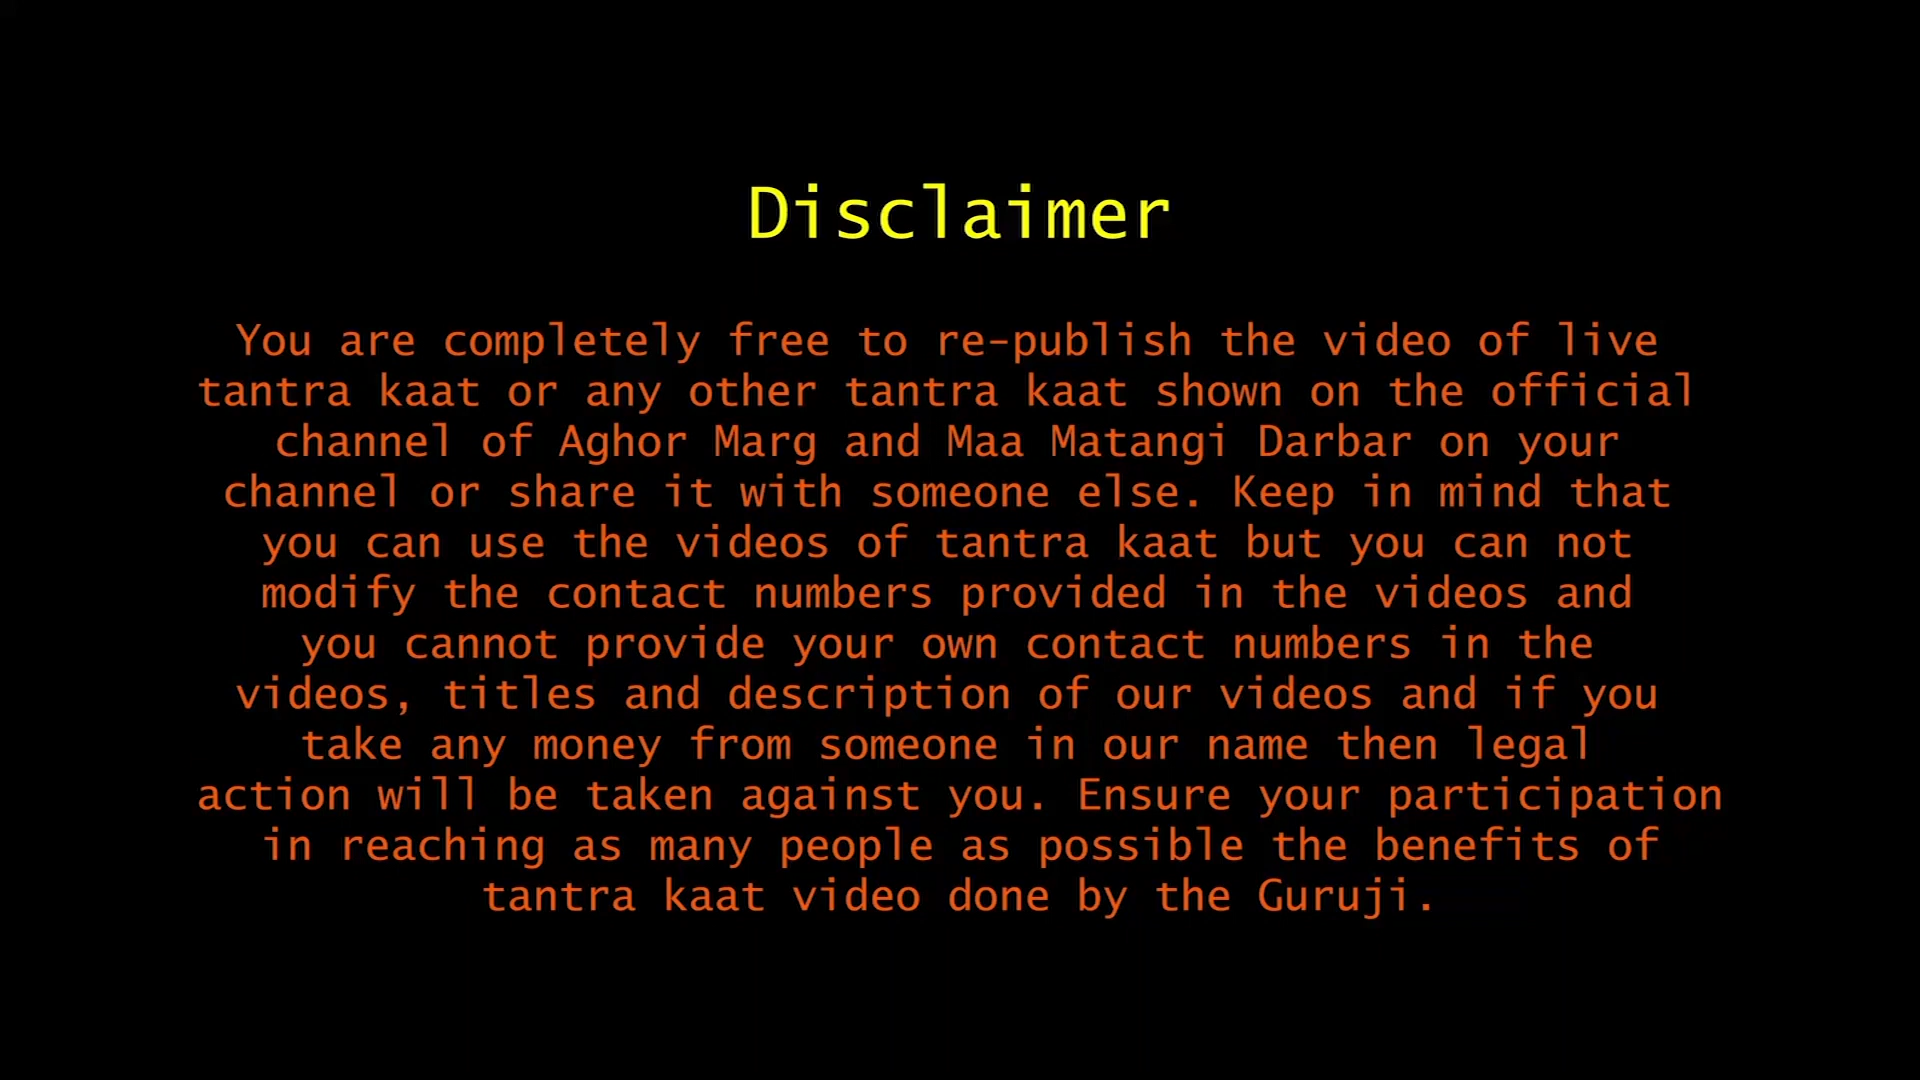 Disclaimer
You are completely free to re-publish the video of live
tantra kaat or any other tantra kaat shown on the official
channel of Aghor Marg and Maa Matangi Darbar on your
channel or share it with someone else. Keep in mind that
you can use the videos of tantra kaat but you can not
modify the contact numbers provided in the videos and
you cannot provide your own contact numbers in the
videos, titles and description of our videos and if you
take any money from someone in our name then legal
action will be taken against you. Ensure your participation
in reaching as many people as possible the benefits of
tantra kaat video done by the Guruji.